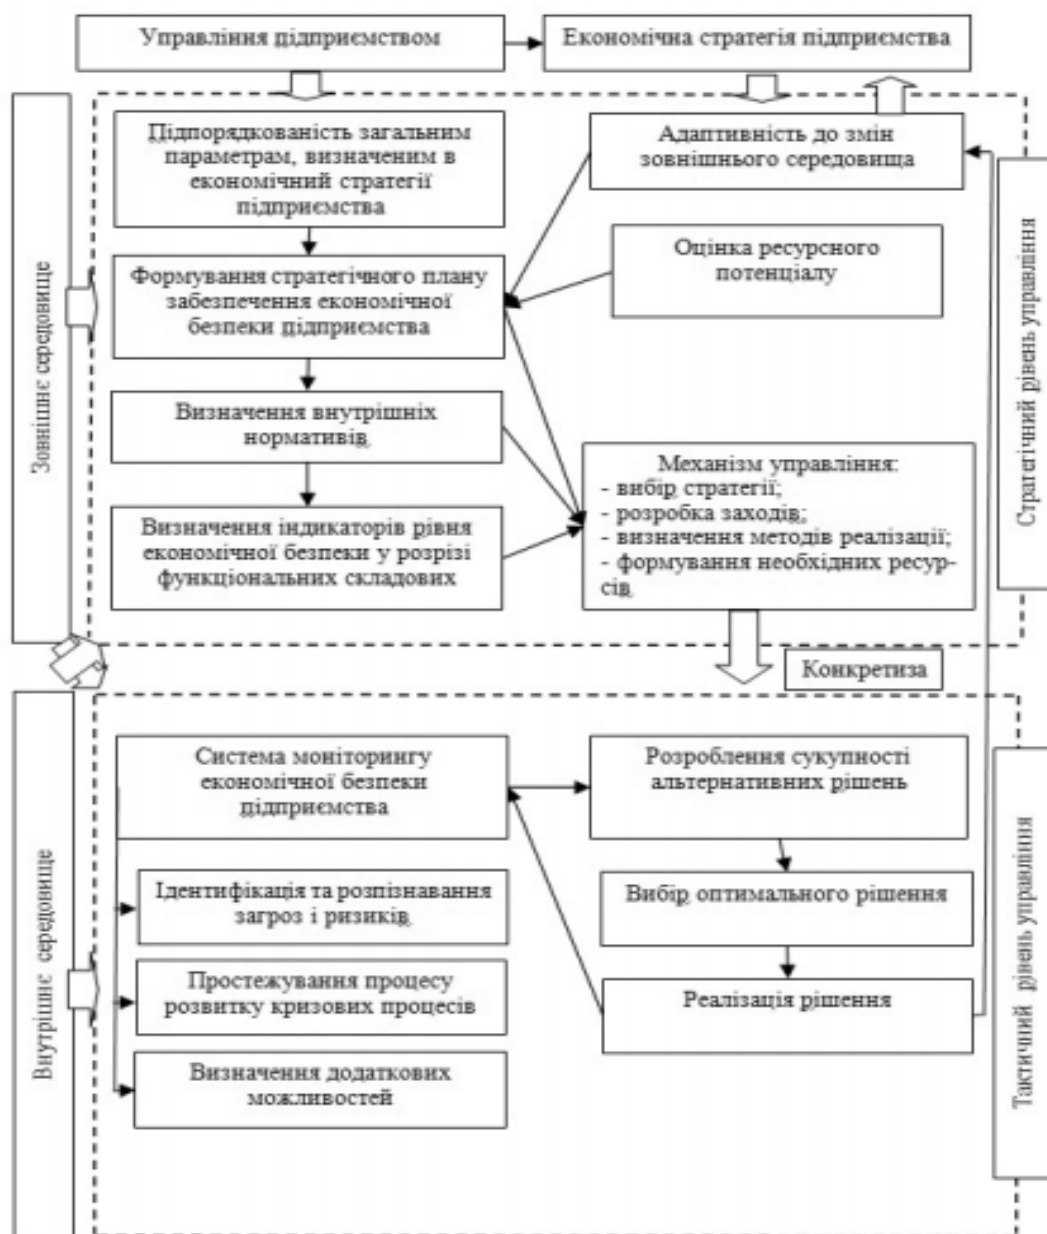 Управління підприємством
Економічна стратегія підприємства
Зовнішнє середовище
Підпорядкованість загальним
параметрам, визначеним в
економічний стратегії
підприємства
Адаптивність до змін
зовнішнього середовища
Стратегічний рівень управління
Оцінка ресурсного
потенціалу
Формування стратегічного плану
забезпечення економічної
безпеки підприємства
Визначення внутрішніх
нормативів
Механізм управління:
- вибір стратегії;
- розробка заходів;
- визначення методів реалізації;
- формування необхідних ресур-
сів
Визначення індикаторів рівня
економічної безпеки у розрізі
функціональних складових
Конкретиза
Внутрішнє середовище
Система моніторингу
економічної безпеки
підприємства
Розроблення сукупності
альтернативних рішень
Тактичний рівень управління
Ідентифікація та розпізнавання
загроз і ризиків
Вибір оптимального рішення
Простежування процесу
розвитку кризових процесів
Реалізація рішення
Визначення додаткових
можливостей